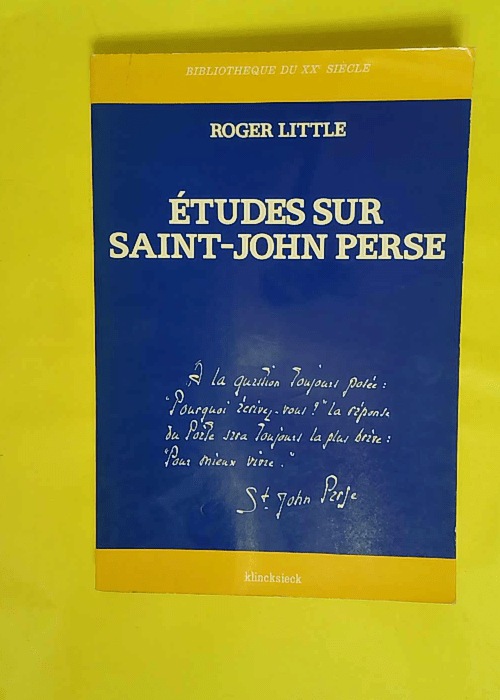 BIBLIOTHEQUE DU XXᵉ SIÈCLE
ROGER LITTLE
ÉTUDES SUR
SAINT-JOHN PERSE
À la question toujours posée :
"Pourquoi écrivez-vous ?" la réponse
du Poète sera toujours la plus brève :
"Pour mieux vivre."
St. John Perse
klincksieck